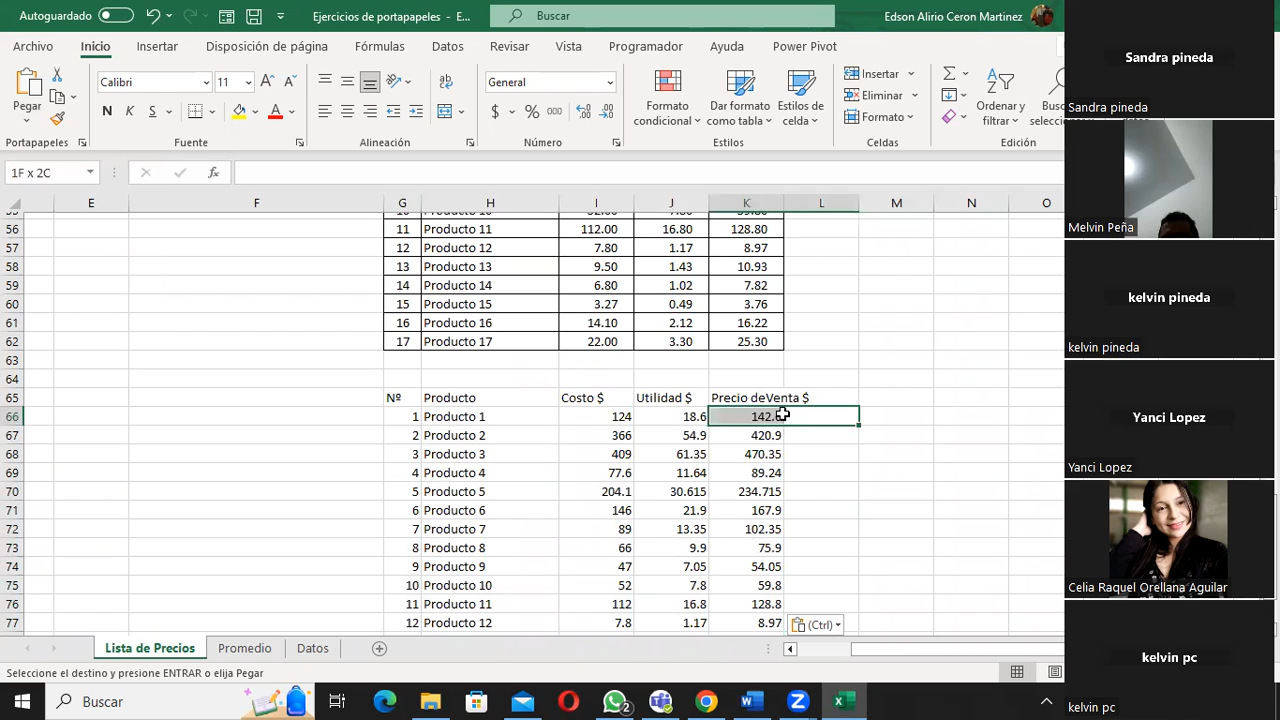 Autoguardado
Ejercicios de portapapeles - E...
Buscar
Edson Alirio Ceron Martinez
Archivo Inicio Insertar Disposición de página Fórmulas Datos Revisar Vista Programador Ayuda Power Pivot
Pegar
Calibri 11
N K S
ab
General
$ % 000
Formato condicional
Dar formato como tabla
Estilos de celda
Insertar
Eliminar
Formato
Ordenar y filtrar
Portapapeles Fuente Alineación Número Estilos Celdas Edición
1F x 2C fx
E F G H I J K L M N O
56 11 Producto 11 112.00 16.80 128.80
57 12 Producto 12 7.80 1.17 8.97
58 13 Producto 13 9.50 1.43 10.93
59 14 Producto 14 6.80 1.02 7.82
60 15 Producto 15 3.27 0.49 3.76
61 16 Producto 16 14.10 2.12 16.22
62 17 Producto 17 22.00 3.30 25.30
63
64
65 Nº Producto Costo $ Utilidad $ Precio deVenta $
66 1 Producto 1 124 18.6
67 2 Producto 2 366 54.9 420.9
68 3 Producto 3 409 61.35 470.35
69 4 Producto 4 77.6 11.64 89.24
70 5 Producto 5 204.1 30.615 234.715
71 6 Producto 6 146 21.9 167.9
72 7 Producto 7 89 13.35 102.35
73 8 Producto 8 66 9.9 75.9
74 9 Producto 9 47 7.05 54.05
75 10 Producto 10 52 7.8 59.8
76 11 Producto 11 112 16.8 128.8
77 12 Producto 12 7.8 1.17 8.97
(Ctrl)
Lista de Precios Promedio Datos
Seleccione el destino y presione ENTRAR o elija Pegar
Buscar
2
Sandra pineda
Sandra pineda
Melvin Peña
kelvin pineda
kelvin pineda
Yanci Lopez
Yanci Lopez
Celia Raquel Orellana Aguilar
kelvin pc
kelvin pc